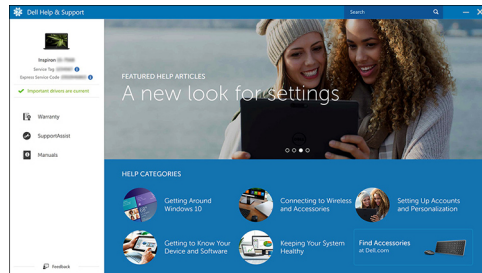 Dell Help & Support
Search
Inspiron
Service Tag
Express Service Code
Important drivers are current
Warranty
SupportAssist
Manuals
Feedback
FEATURED HELP ARTICLES
A new look for settings
HELP CATEGORIES
Getting Around
Windows 10
Connecting to Wireless
and Accessories
Setting Up Accounts
and Personalization
Getting to Know Your
Device and Software
Keeping Your System
Healthy
Find Accessories
at Dell.com